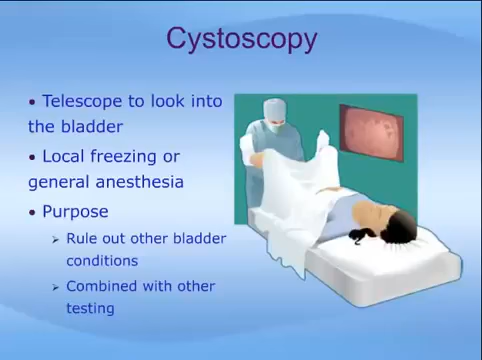 Cystoscopy
• Telescope to look into
the bladder
• Local freezing or
general anesthesia
• Purpose
➢ Rule out other bladder
conditions
➢ Combined with other
testing